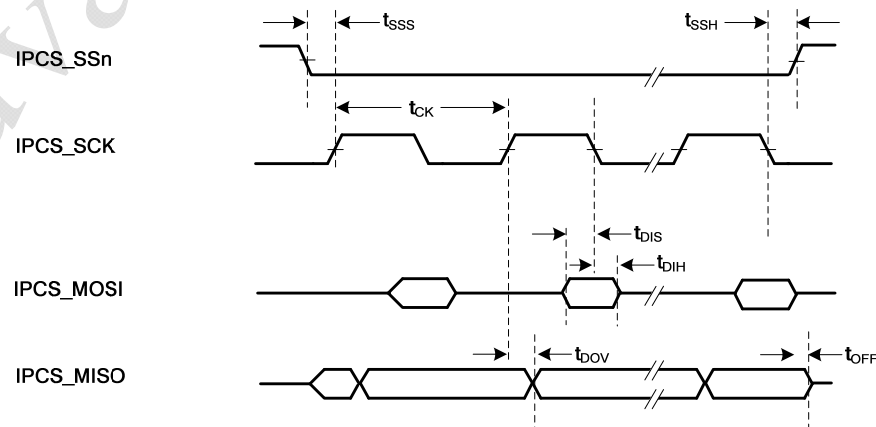 tSSS
tSSH
IPCS_SSn
tCK
IPCS_SCK
tDIS
tDIH
IPCS_MOSI
tDOV
tOFF
IPCS_MISO